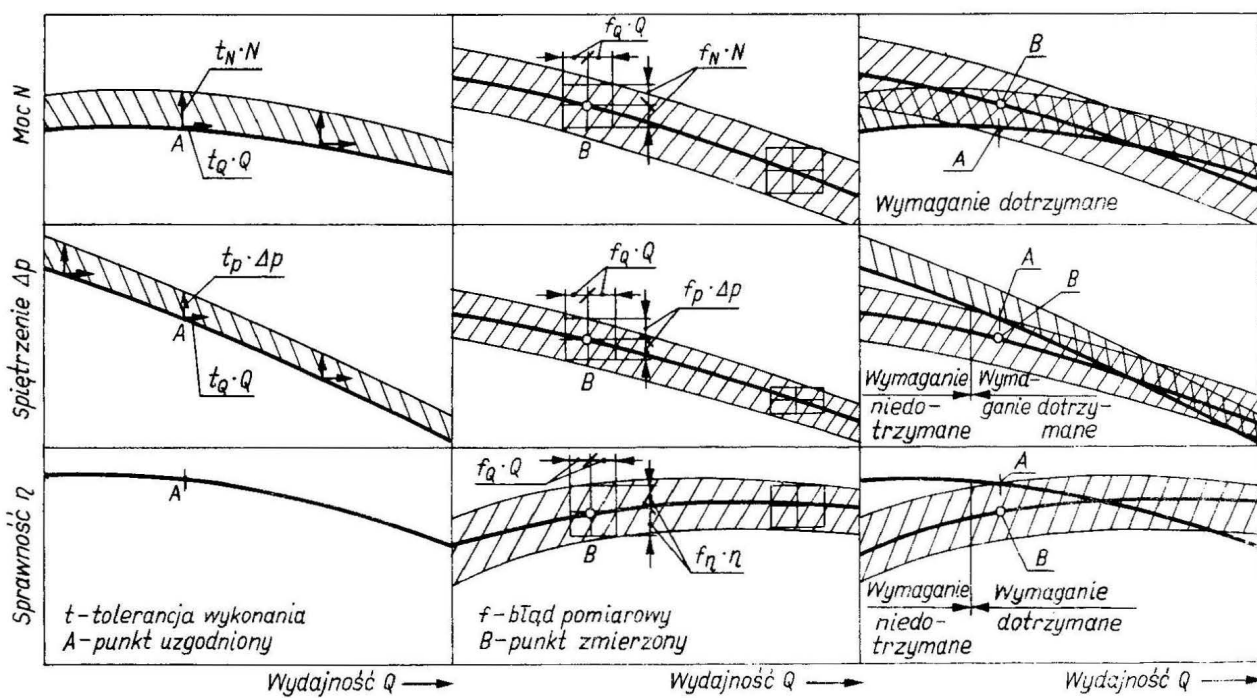 Moc N
t_N·N
A
t_Q·Q
f_Q·Q
f_N·N
B
B
A
Wymaganie dotrzymane
Spiętrzenie Δp
t_p·Δp
A
t_Q·Q
f_Q·Q
f_p·Δp
B
A
B
Wymaganie
niedo-
trzymane
Wyma-
ganie dotrzy-
mane
Sprawność η
A
t-tolerancja wykonania
A-punkt uzgodniony
f_Q·Q
B
f_η·η
f-błąd pomiarowy
B-punkt zmierzony
A
B
Wymaganie
niedo-
trzymane
Wymaganie
dotrzymane
Wydajność Q
Wydajność Q
Wydajność Q